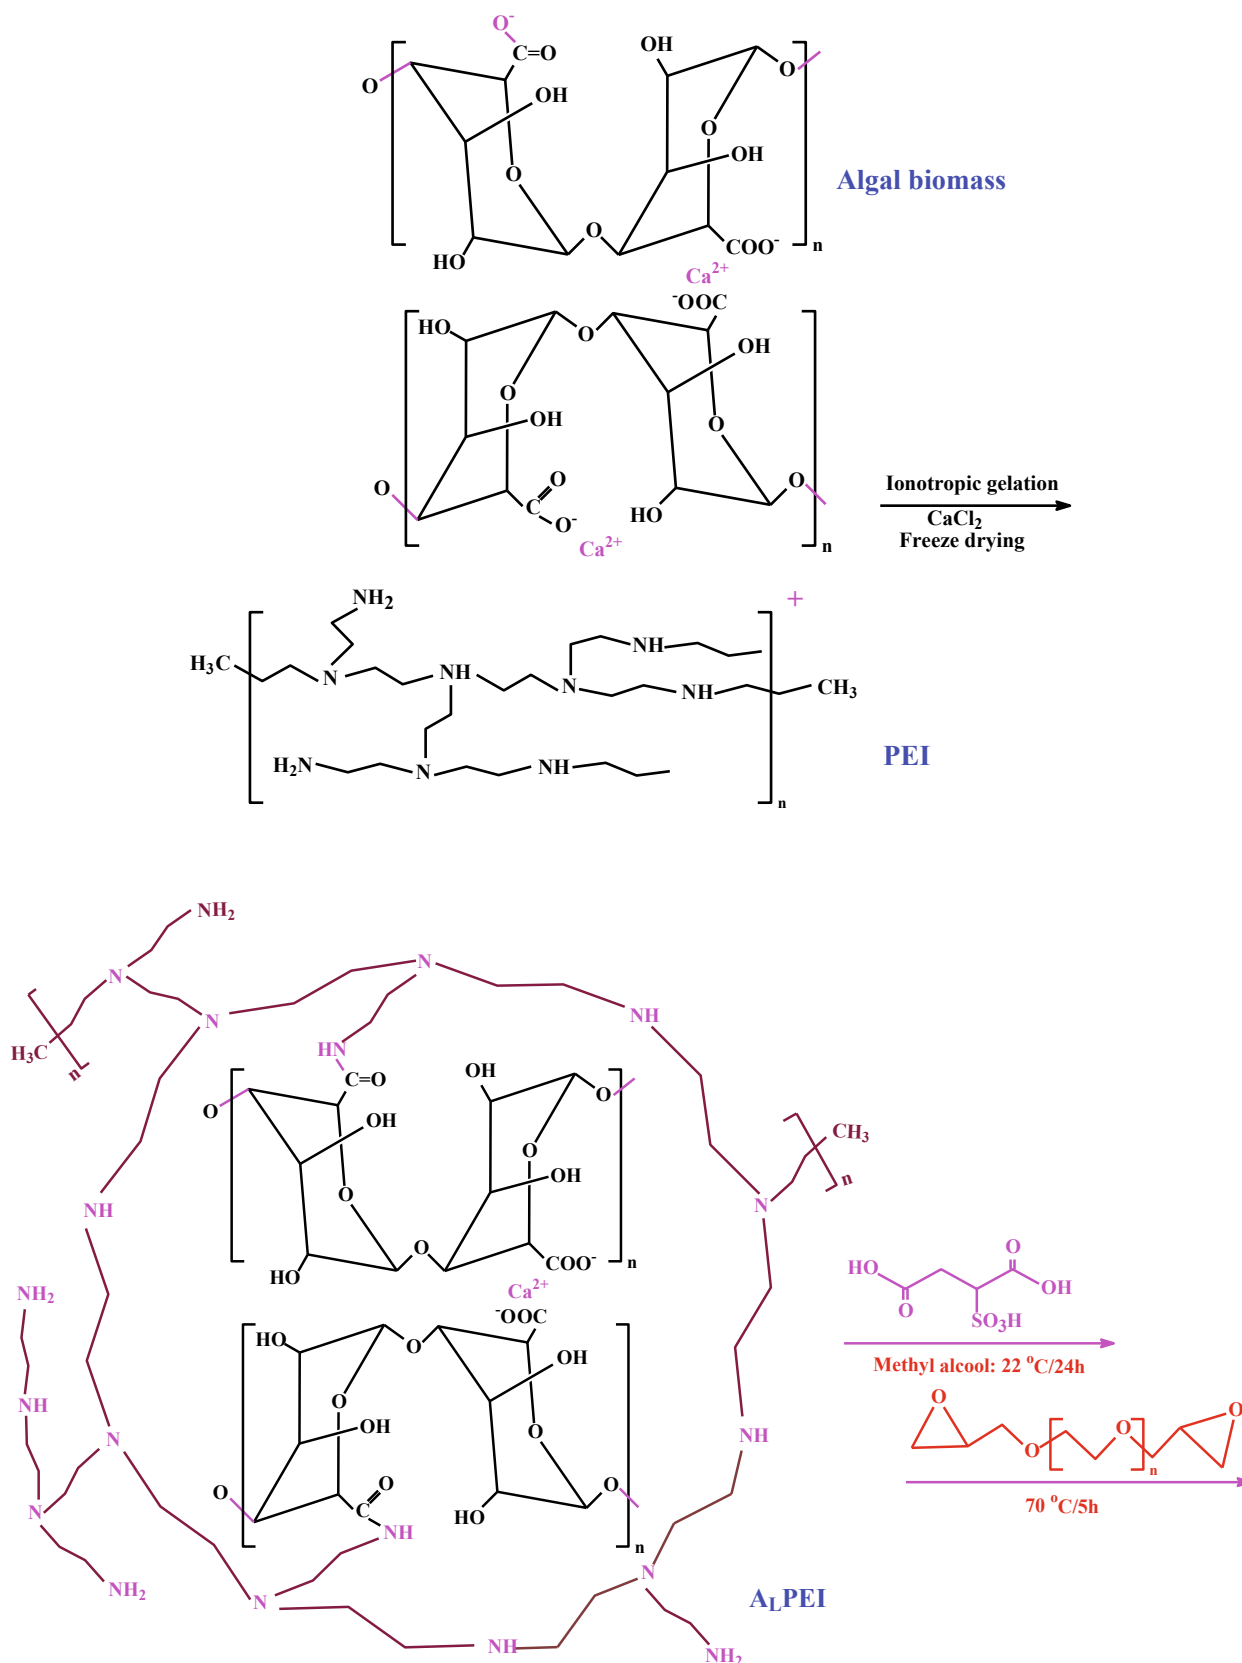 O⁻
C=O
OH
O
OH
O
O
O
OH
Algal biomass
O
HO
COO⁻
n
Ca²⁺
⁻OOC
HO
O
OH
O
OH
O
O
O
O
HO
O⁻
n
C
Ca²⁺
Ionotropic gelation
CaCl₂
Freeze drying
NH₂
+
NH
H₃C
N
NH
N
NH
CH₃
H₂N
N
NH
n
PEI
NH₂
N
N
N
NH
H₃C
n
HN
C=O
OH
O
O
OH
O
CH₃
n
O
OH
NH
O
N
O
HO
COO⁻
n
Ca²⁺
HO
O
OH
C
O
OH
SO₃H
Methyl alcool: 22 °C/24h
NH₂
⁻OOC
HO
O
OH
O
OH
O
NH
N
NH
O
O
O
C
NH
HO
n
O
O
O
n
O
70 °C/5h
N
NH₂
N
N
NH
NH₂
AₗPEI